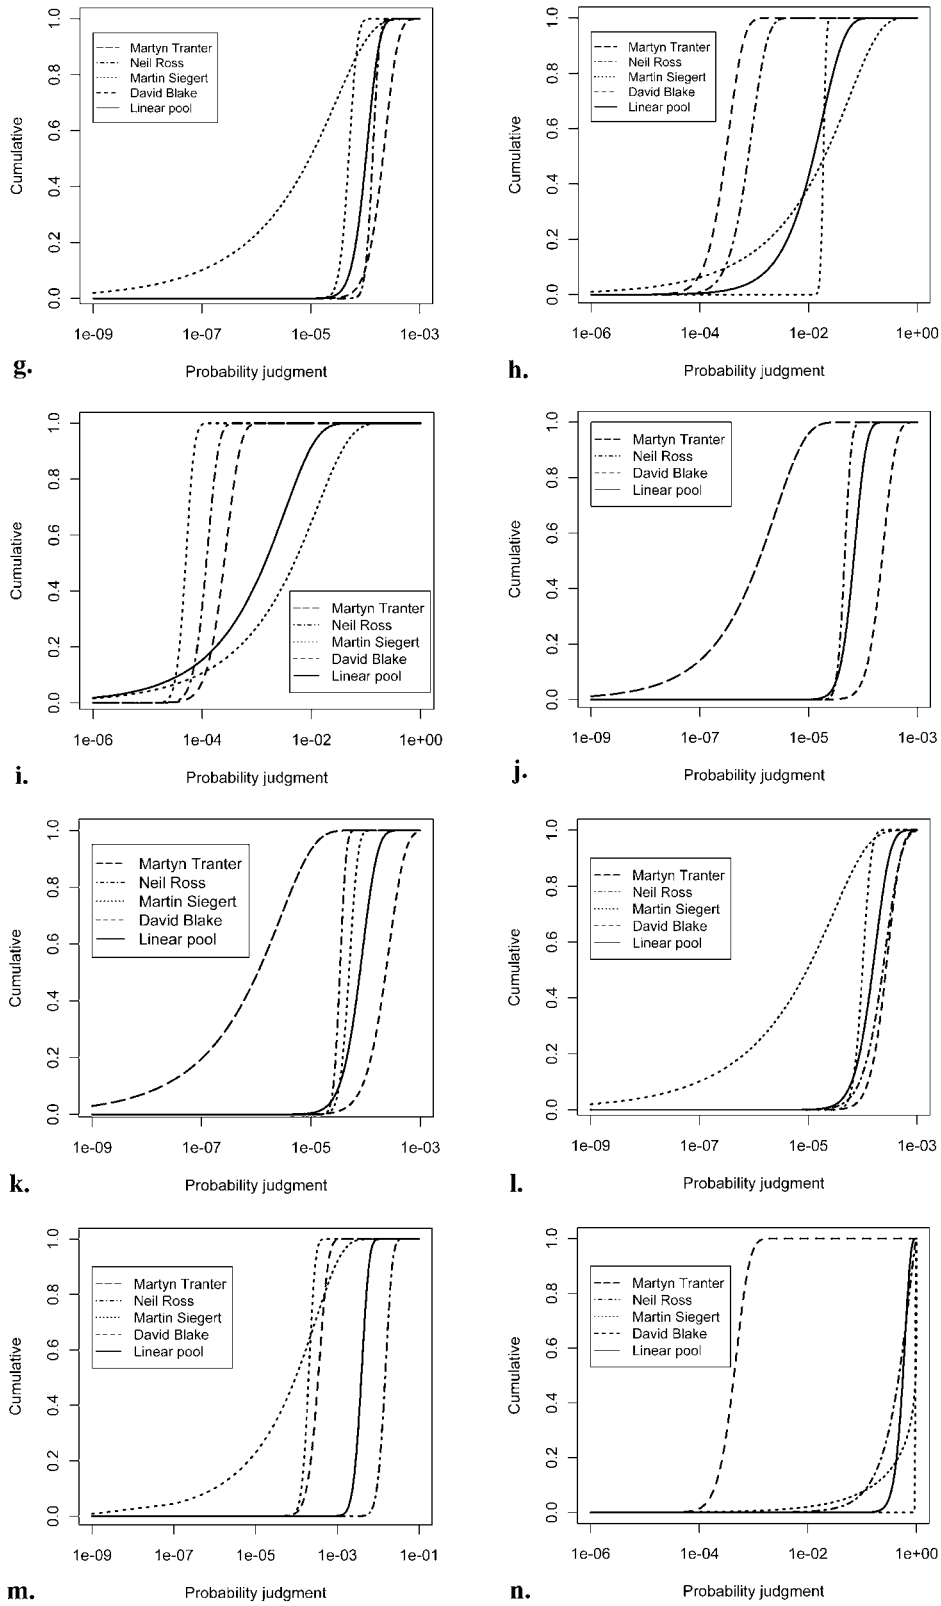 1.0
0.8
0.6
0.4
0.2
0.0
Cumulative
Martyn Tranter
Neil Ross
Martin Siegert
David Blake
Linear pool
1e-09
1e-07
1e-05
1e-03
Probability judgment
g.
1.0
0.8
0.6
0.4
0.2
0.0
Cumulative
Martyn Tranter
Neil Ross
Martin Siegert
David Blake
Linear pool
1e-06
1e-04
1e-02
1e+00
Probability judgment
h.
1.0
0.8
0.6
0.4
0.2
0.0
Cumulative
Martyn Tranter
Neil Ross
Martin Siegert
David Blake
Linear pool
1e-06
1e-04
1e-02
1e+00
Probability judgment
i.
1.0
0.8
0.6
0.4
0.2
0.0
Cumulative
Martyn Tranter
Neil Ross
David Blake
Linear pool
1e-09
1e-07
1e-05
1e-03
Probability judgment
j.
1.0
0.8
0.6
0.4
0.2
0.0
Cumulative
Martyn Tranter
Neil Ross
Martin Siegert
David Blake
Linear pool
1e-09
1e-07
1e-05
1e-03
Probability judgment
k.
1.0
0.8
0.6
0.4
0.2
0.0
Cumulative
Martyn Tranter
Neil Ross
Martin Siegert
David Blake
Linear pool
1e-09
1e-07
1e-05
1e-03
Probability judgment
l.
1.0
0.8
0.6
0.4
0.2
0.0
Cumulative
Martyn Tranter
Neil Ross
Martin Siegert
David Blake
Linear pool
1e-09
1e-07
1e-05
1e-03
1e-01
Probability judgment
m.
1.0
0.8
0.6
0.4
0.2
0.0
Cumulative
Martyn Tranter
Neil Ross
Martin Siegert
David Blake
Linear pool
1e-06
1e-04
1e-02
1e+00
Probability judgment
n.